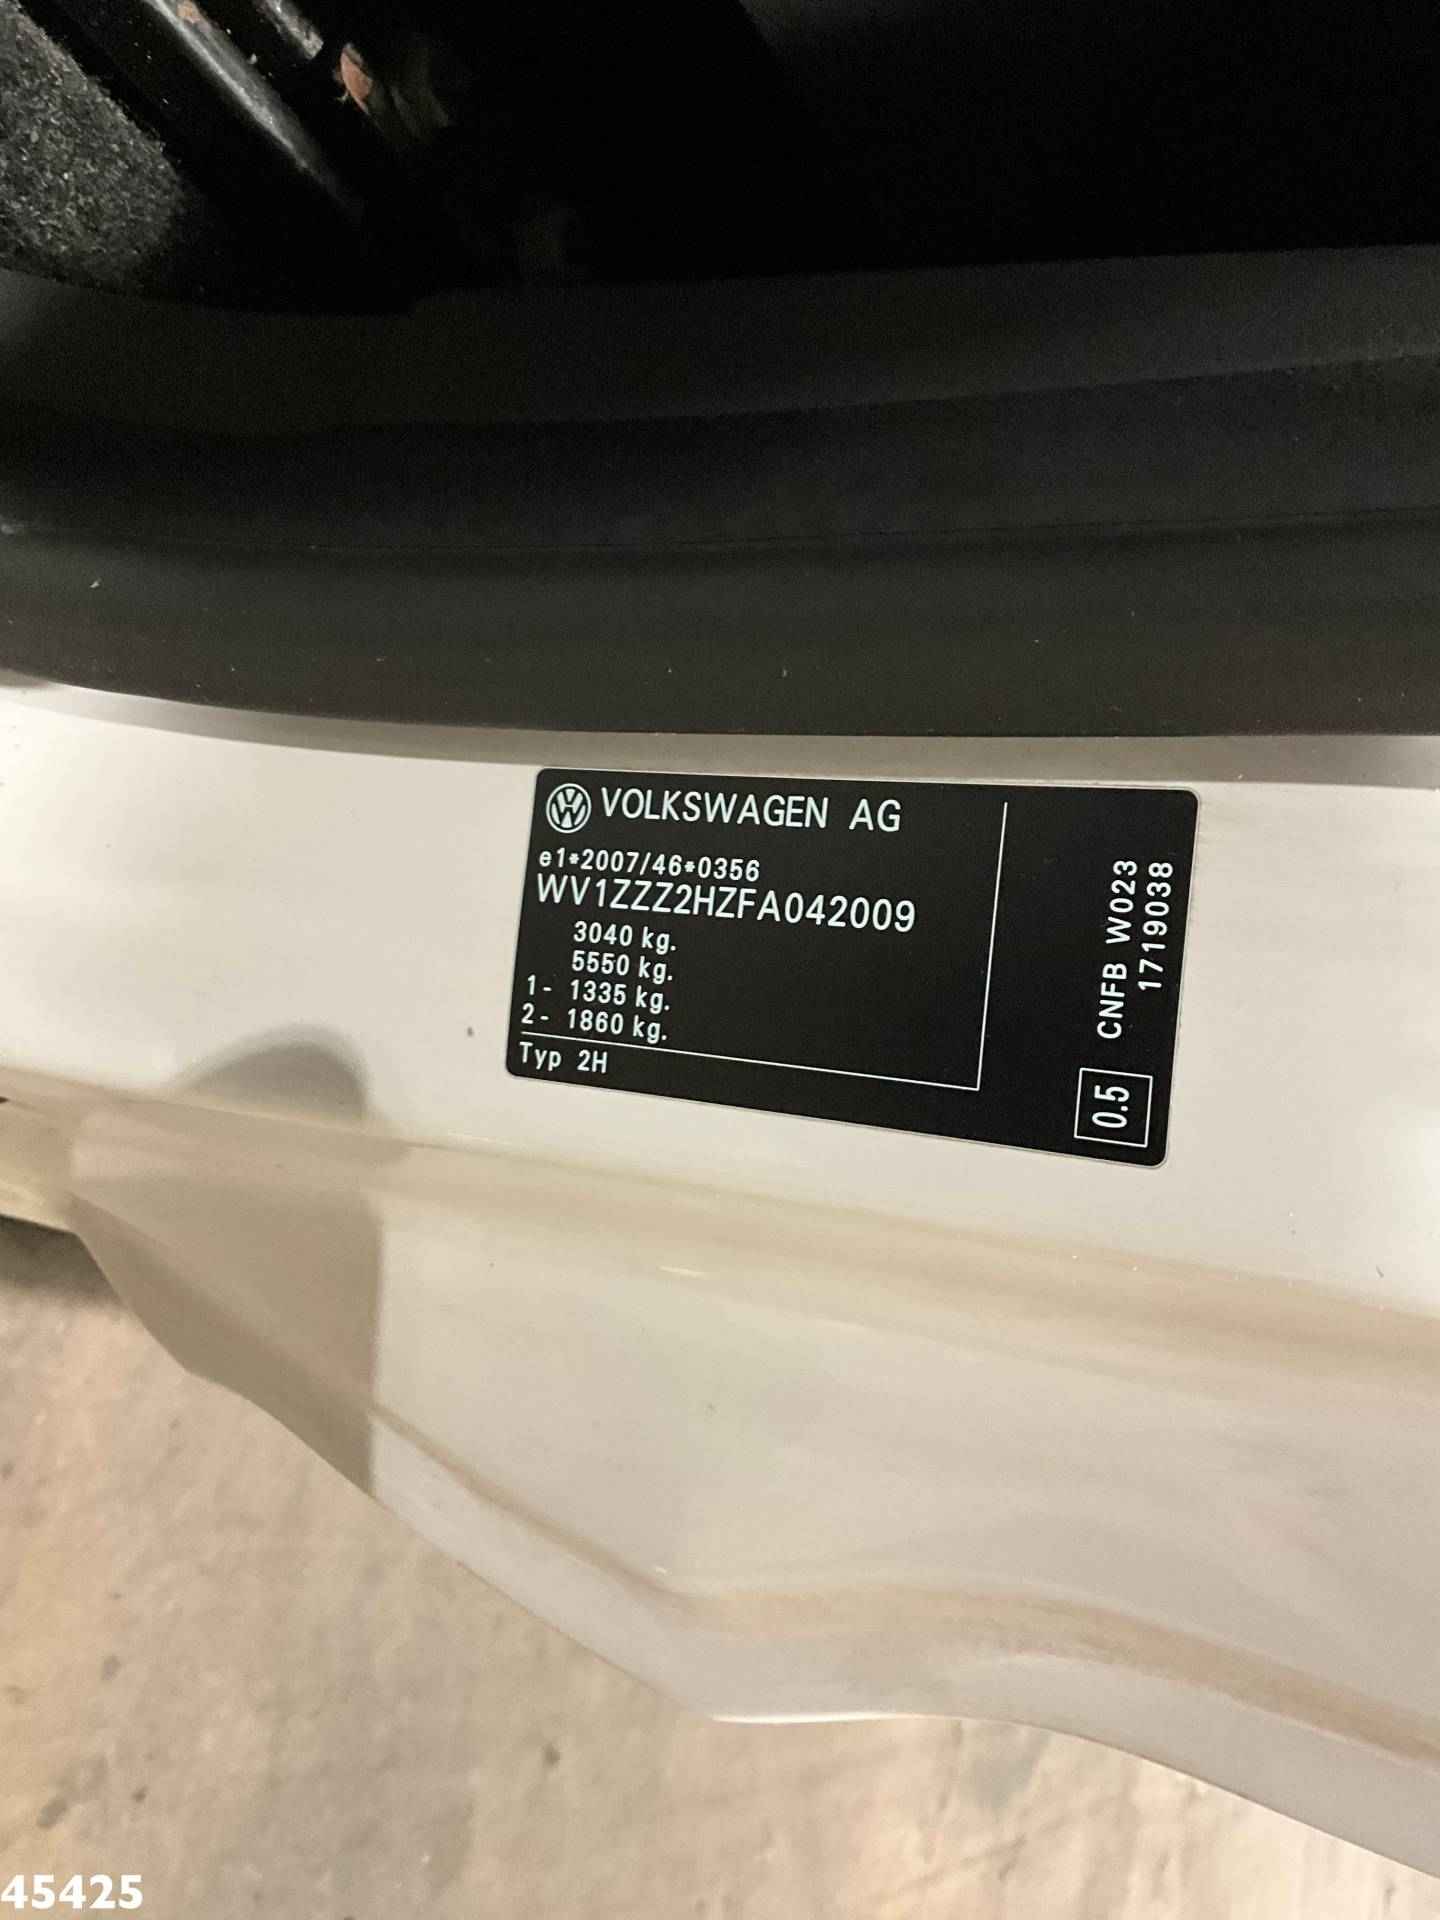 VOLKSWAGEN AG
e1*2007/46*0356
WV1ZZZ2HZFA042009
3040 kg.
5550 kg.
1- 1335 kg.
2- 1860 kg.
Typ 2H
CNFB W023
1719038
0.5
45425